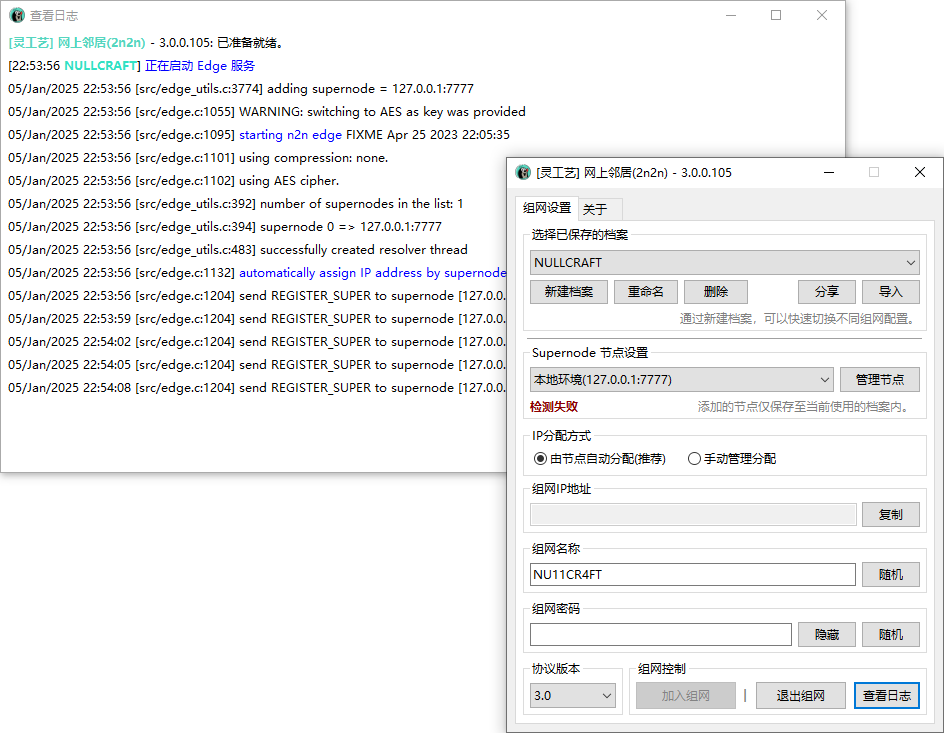 查看日志
[灵工艺] 网上邻居(2n2n) - 3.0.0.105: 已准备就绪。
[22:53:56 NULLCRAFT] 正在启动 Edge 服务
05/Jan/2025 22:53:56 [src/edge_utils.c:3774] adding supernode = 127.0.0.1:7777
05/Jan/2025 22:53:56 [src/edge.c:1055] WARNING: switching to AES as key was provided
05/Jan/2025 22:53:56 [src/edge.c:1095] starting n2n edge FIXME Apr 25 2023 22:05:35
05/Jan/2025 22:53:56 [src/edge.c:1101] using compression: none.
05/Jan/2025 22:53:56 [src/edge.c:1102] using AES cipher.
05/Jan/2025 22:53:56 [src/edge_utils.c:392] number of supernodes in the list: 1
05/Jan/2025 22:53:56 [src/edge_utils.c:394] supernode 0 => 127.0.0.1:7777
05/Jan/2025 22:53:56 [src/edge_utils.c:483] successfully created resolver thread
05/Jan/2025 22:53:56 [src/edge.c:1132] automatically assign IP address by supernode
05/Jan/2025 22:53:56 [src/edge.c:1204] send REGISTER_SUPER to supernode [127.0.0.
05/Jan/2025 22:53:59 [src/edge.c:1204] send REGISTER_SUPER to supernode [127.0.0.
05/Jan/2025 22:54:02 [src/edge.c:1204] send REGISTER_SUPER to supernode [127.0.0.
05/Jan/2025 22:54:05 [src/edge.c:1204] send REGISTER_SUPER to supernode [127.0.0.
05/Jan/2025 22:54:08 [src/edge.c:1204] send REGISTER_SUPER to supernode [127.0.0.
[灵工艺] 网上邻居(2n2n) - 3.0.0.105
组网设置 关于
选择已保存的档案
NULLCRAFT
新建档案 重命名 删除 分享 导入
通过新建档案，可以快速切换不同组网配置。
Supernode 节点设置
本地环境(127.0.0.1:7777) 管理节点
检测失败 添加的节点仅保存至当前使用的档案内。
IP分配方式
由节点自动分配(推荐) 手动管理分配
组网IP地址
复制
组网名称
NU11CR4FT 随机
组网密码
隐藏 随机
协议版本 组网控制
3.0 加入组网 | 退出组网 查看日志